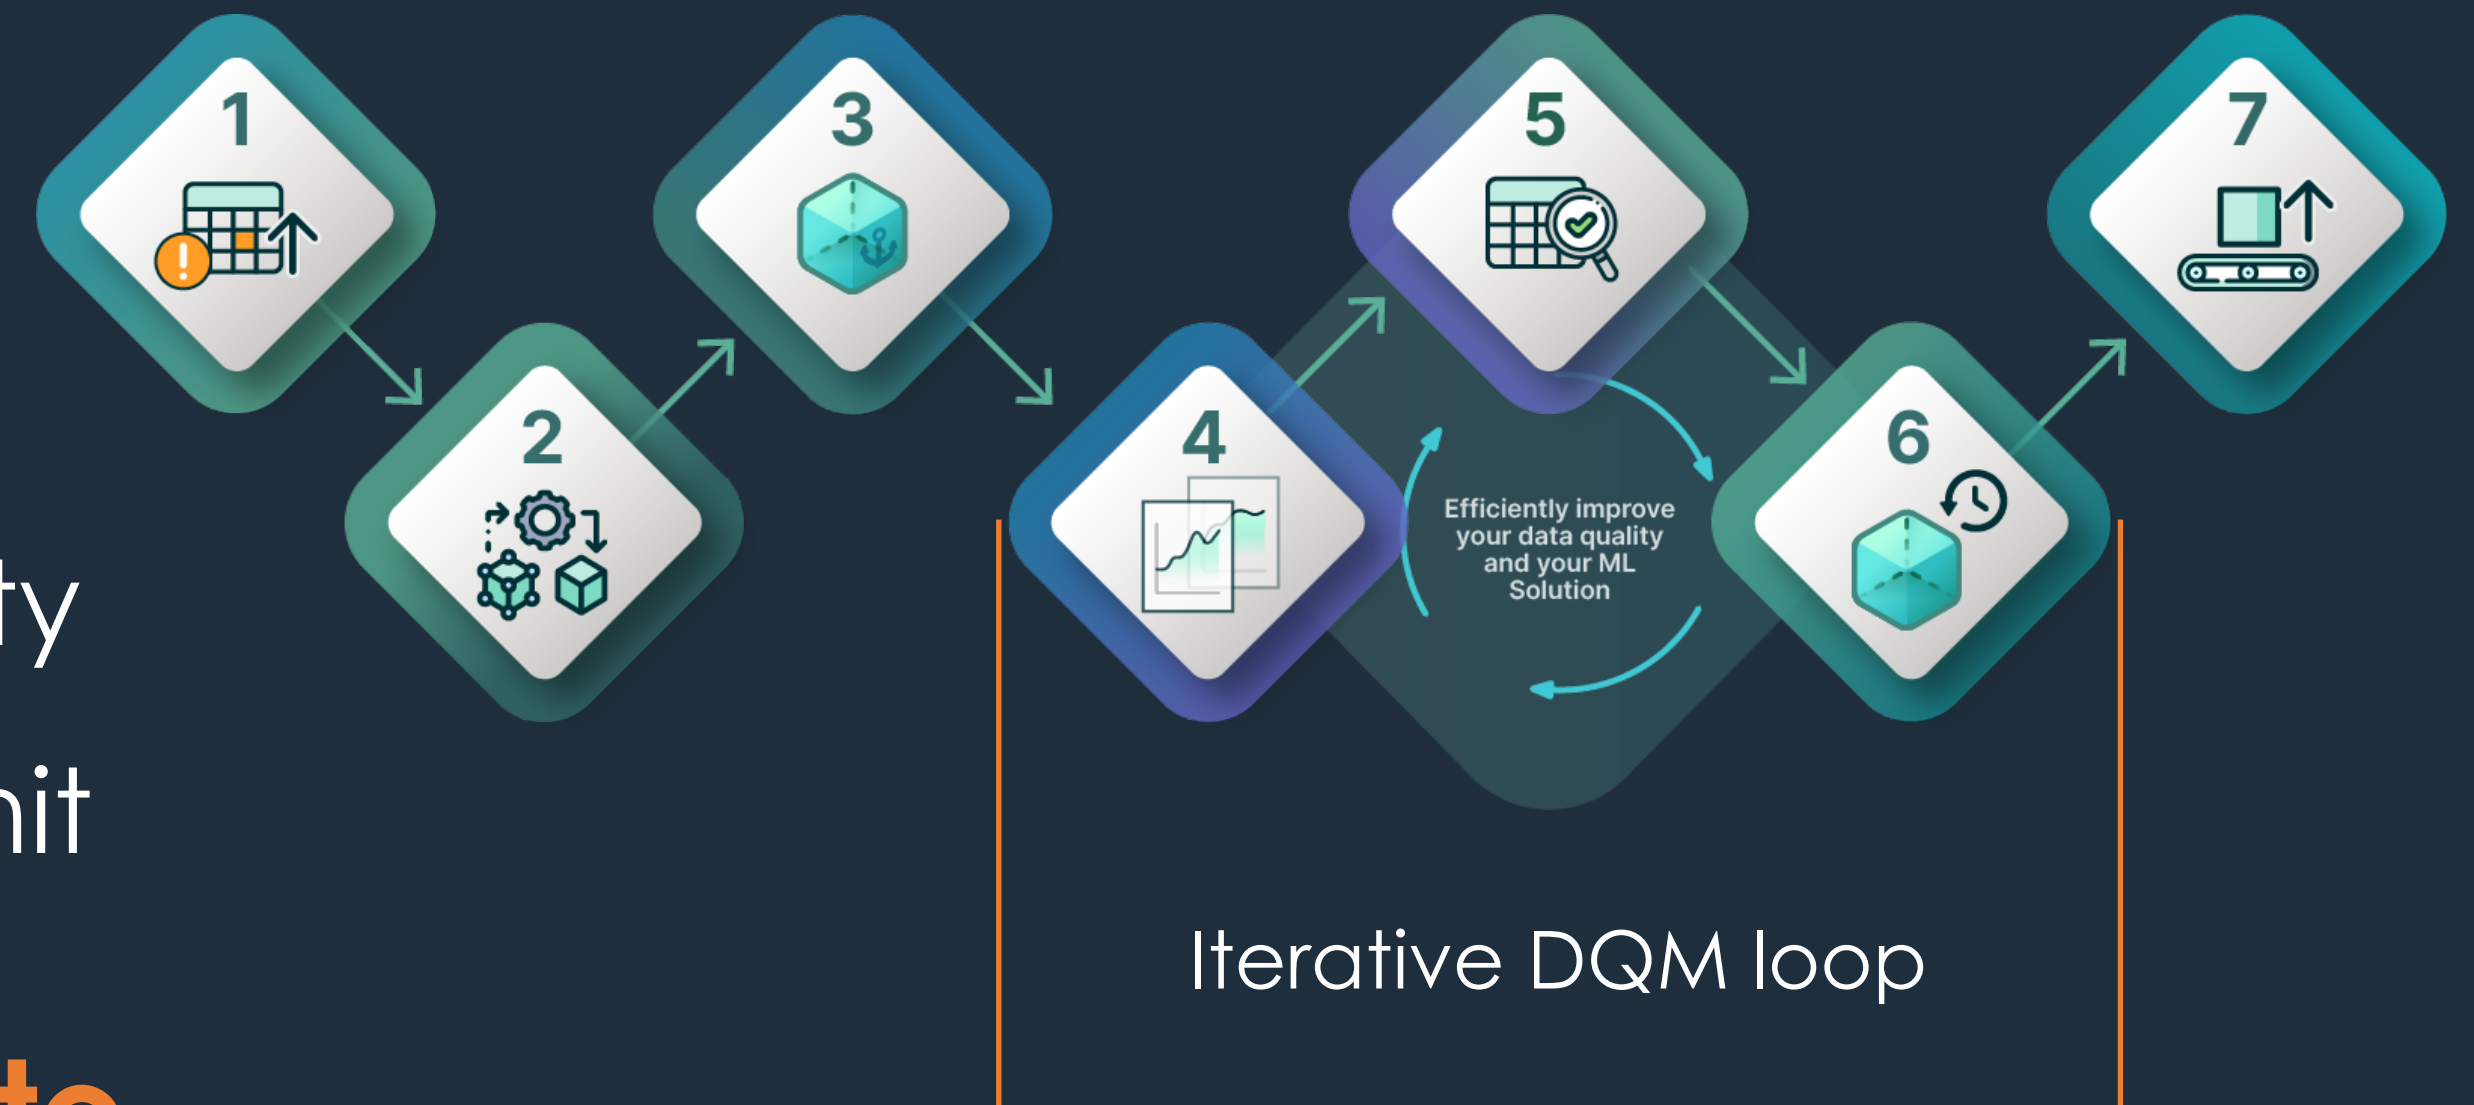 1
3
5
7
2
4
6
Efficiently improve
your data quality
and your ML
Solution
ty
nit
Iterative DQM loop
to